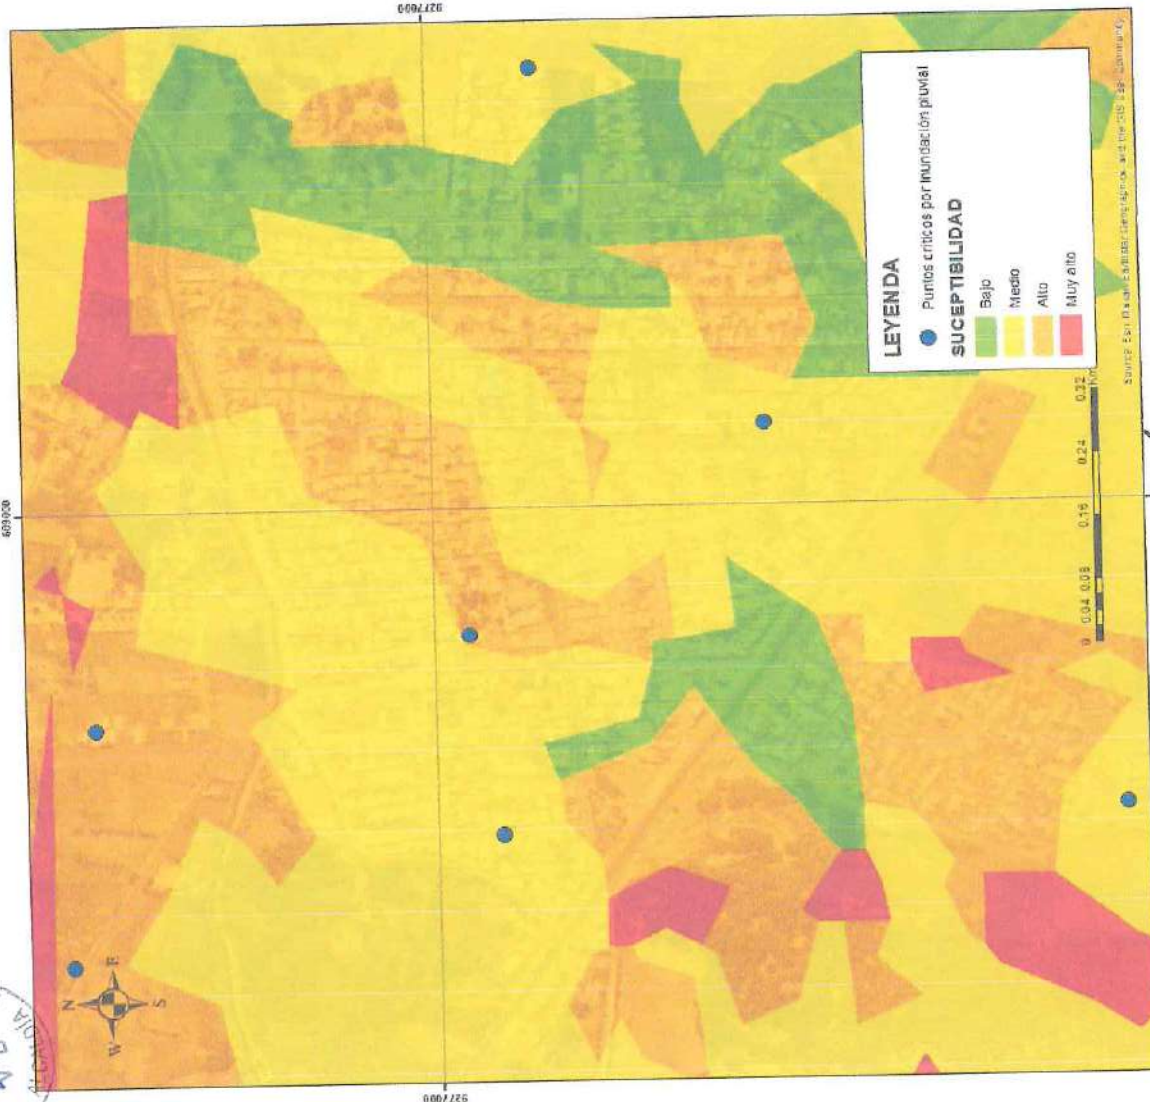 9277000
609000
ALCALDÍA
N
E
S
W
LEYENDA
Puntos críticos por inundación pluvial
SUCEPTIBILIDAD
Bajo
Medio
Alto
Muy alto
0 0.04 0.08 0.16 0.24 0.32
Km
9277000